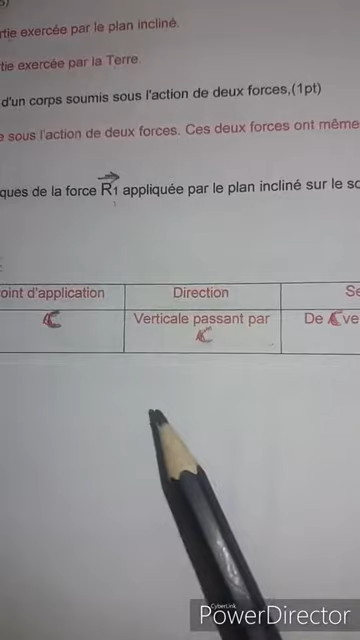 rtie exercée par le plan incliné.
tie exercée par la Terre
d'un corps soumis sous l'action de deux forces,(1pt)
sous l'action de deux forces. Ces deux forces ont même
ques de la force R1 appliquée par le plan incliné sur le so
oint d'application Direction Se
C Verticale passant par De C ve
C
CyberLink
PowerDirector